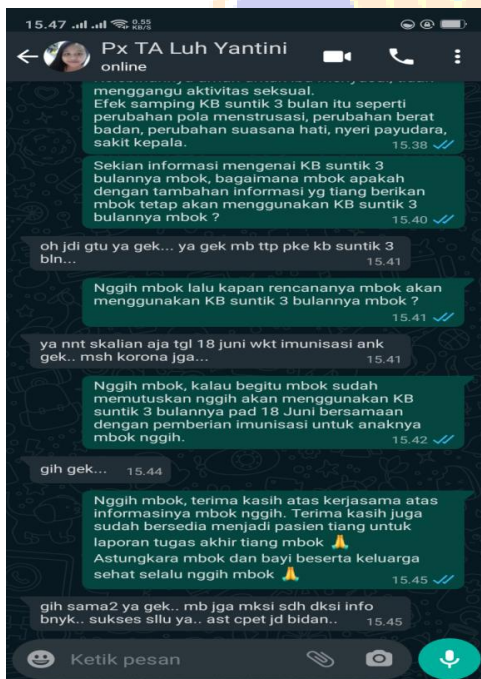 15.47
0.55 KB/S
Px TA Luh Yantini
online
menggangu aktivitas seksual.
Efek samping KB suntik 3 bulan itu seperti
perubahan pola menstrusasi, perubahan berat
badan, perubahan suasana hati, nyeri payudara,
sakit kepala.
15.38
Sekian informasi mengenai KB suntik 3
bulannya mbok, bagaimana mbok apakah
dengan tambahan informasi yg tiang berikan
mbok tetap akan menggunakan KB suntik 3
bulannya mbok ?
15.40
oh jdi gtu ya gek... ya gek mb ttp pke kb suntik 3
bln...
15.41
Nggih mbok lalu kapan rencananya mbok akan
menggunakan KB suntik 3 bulannya mbok ?
15.41
ya nnt skalian aja tgl 18 juni wkt imunisasi ank
gek.. msh korona jga...
15.41
Nggih mbok, kalau begitu mbok sudah
memutuskan nggih akan menggunakan KB
suntik 3 bulannya pad 18 Juni bersamaan
dengan pemberian imunisasi untuk anaknya
mbok nggih.
15.42
gih gek...
15.44
Nggih mbok, terima kasih atas kerjasama atas
informasinya mbok nggih. Terima kasih juga
sudah bersedia menjadi pasien tiang untuk
laporan tugas akhir tiang mbok 🙏
Astungkara mbok dan bayi beserta keluarga
sehat selalu nggih mbok 🙏
15.45
gih sama2 ya gek.. mb jga mksi sdh dksi info
bnyk.. sukses sllu ya.. ast cpet jd bidan..
15.45
Ketik pesan